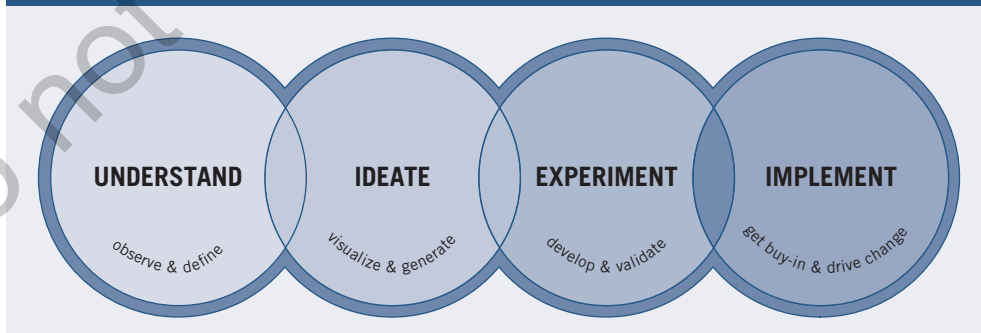 o not
UNDERSTAND
observe & define
IDEATE
visualize & generate
EXPERIMENT
develop & validate
IMPLEMENT
get buy-in & drive change